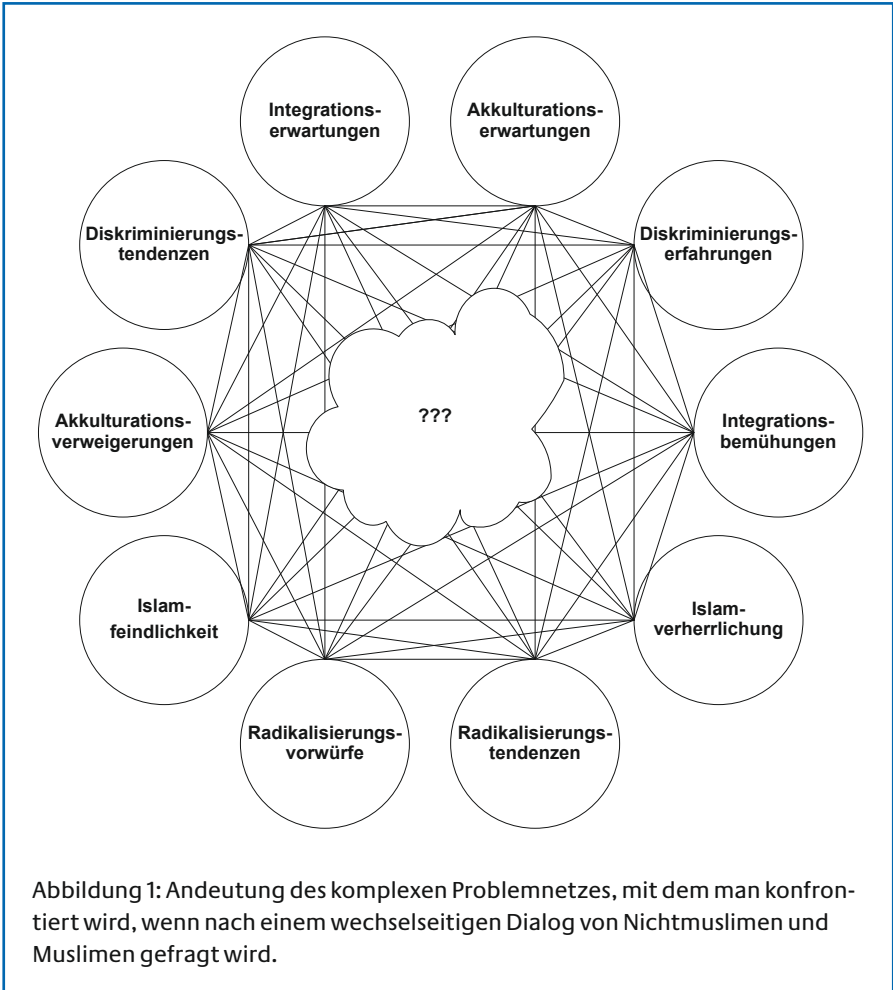 Integrations-
erwartungen
Akkulturations-
erwartungen
Diskriminierungs-
tendenzen
Diskriminierungs-
erfahrungen
Akkulturations-
verweigerungen
???
Integrations-
bemühungen
Islam-
feindlichkeit
Islam-
verherrlichung
Radikalisierungs-
vorwürfe
Radikalisierungs-
tendenzen
Abbildung 1: Andeutung des komplexen Problemnetzes, mit dem man konfron-
tiert wird, wenn nach einem wechselseitigen Dialog von Nichtmuslimen und
Muslimen gefragt wird.